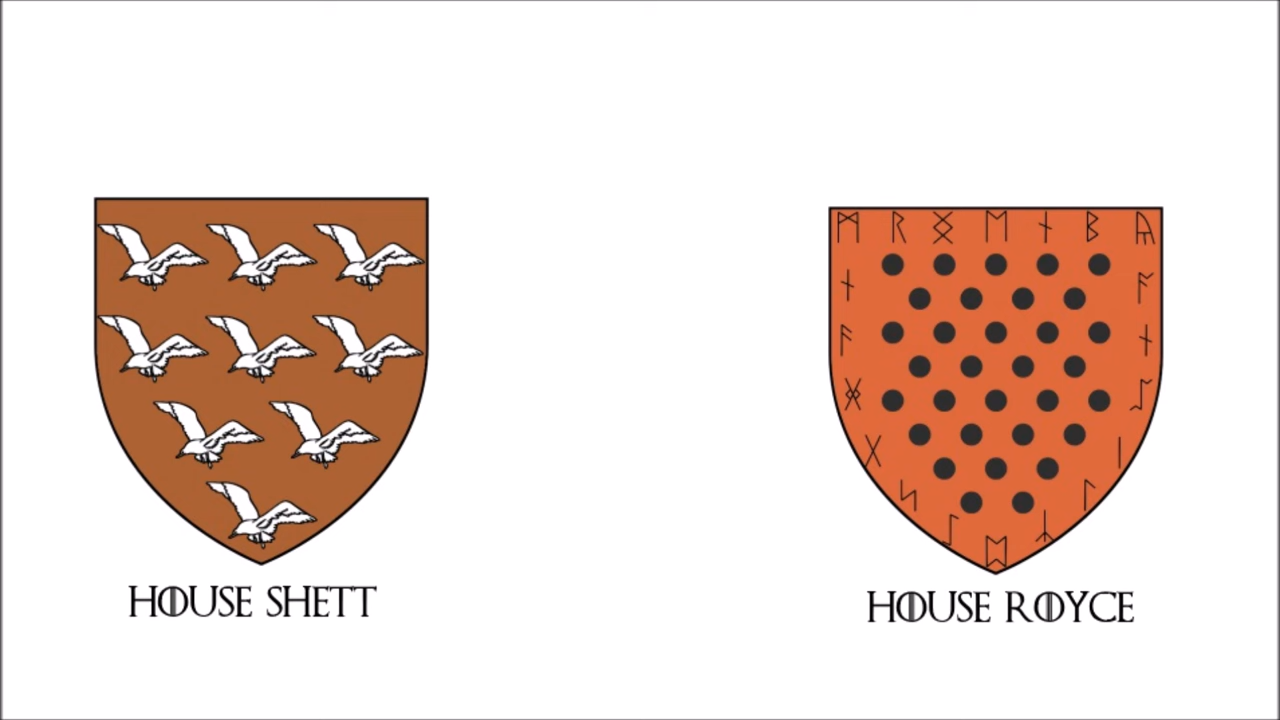 ᛗ ᚱ ᛝ ᛖ ᚾ ᛒ
ᚾ ᚨ
ᚨ ᚾ
ᛇ
ᚷ ᛁ
ᛚ
ᛈ
HOUSE SHETT
HOUSE ROYCE